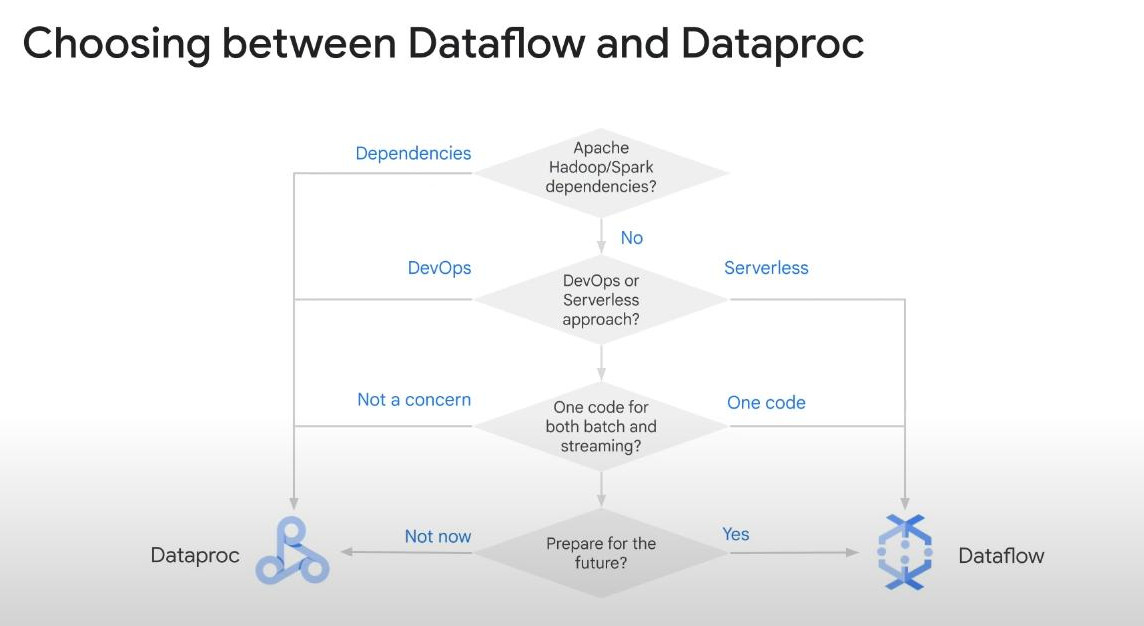 Choosing between Dataflow and Dataproc
Dependencies
Apache
Hadoop/Spark
dependencies?
No
DevOps
DevOps or
Serverless
approach?
Serverless
Not a concern
One code for
both batch and
streaming?
One code
Dataproc
Not now
Prepare for the
future?
Yes
Dataflow